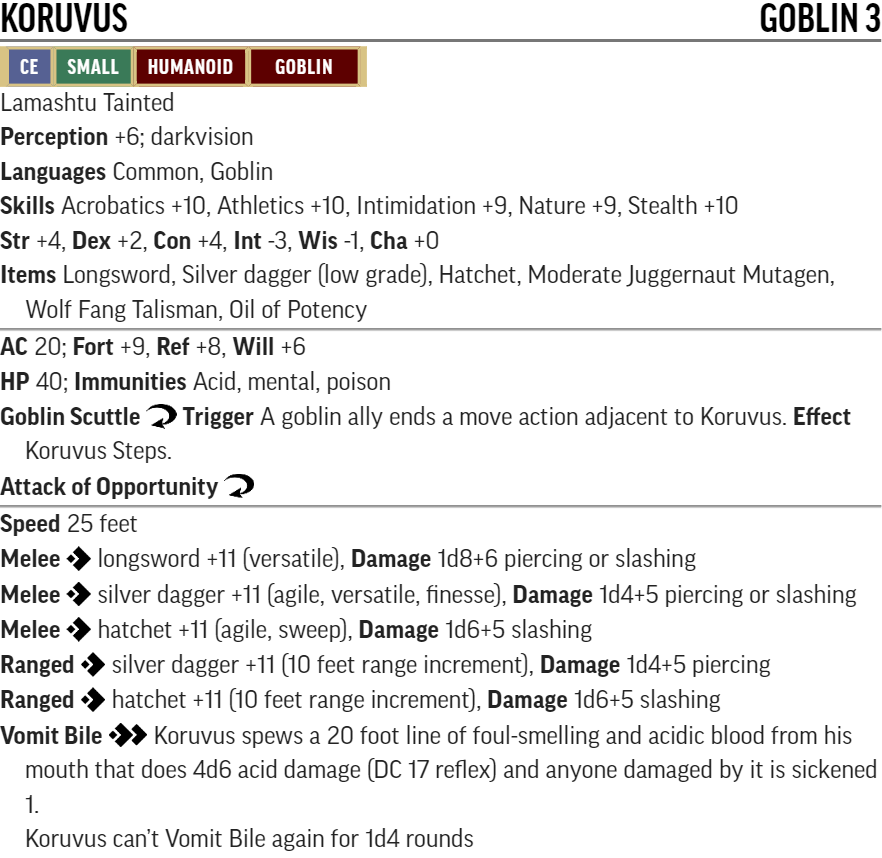 KORUVUS GOBLIN 3
CE SMALL HUMANOID GOBLIN
Lamashtu Tainted
Perception +6; darkvision
Languages Common, Goblin
Skills Acrobatics +10, Athletics +10, Intimidation +9, Nature +9, Stealth +10
Str +4, Dex +2, Con +4, Int -3, Wis -1, Cha +0
Items Longsword, Silver dagger (low grade), Hatchet, Moderate Juggernaut Mutagen,
Wolf Fang Talisman, Oil of Potency
AC 20; Fort +9, Ref +8, Will +6
HP 40; Immunities Acid, mental, poison
Goblin Scuttle Trigger A goblin ally ends a move action adjacent to Koruvus. Effect
Koruvus Steps.
Attack of Opportunity
Speed 25 feet
Melee longsword +11 (versatile), Damage 1d8+6 piercing or slashing
Melee silver dagger +11 (agile, versatile, finesse), Damage 1d4+5 piercing or slashing
Melee hatchet +11 (agile, sweep), Damage 1d6+5 slashing
Ranged silver dagger +11 (10 feet range increment), Damage 1d4+5 piercing
Ranged hatchet +11 (10 feet range increment), Damage 1d6+5 slashing
Vomit Bile Koruvus spews a 20 foot line of foul-smelling and acidic blood from his
mouth that does 4d6 acid damage (DC 17 reflex) and anyone damaged by it is sickened
1.
Koruvus can't Vomit Bile again for 1d4 rounds